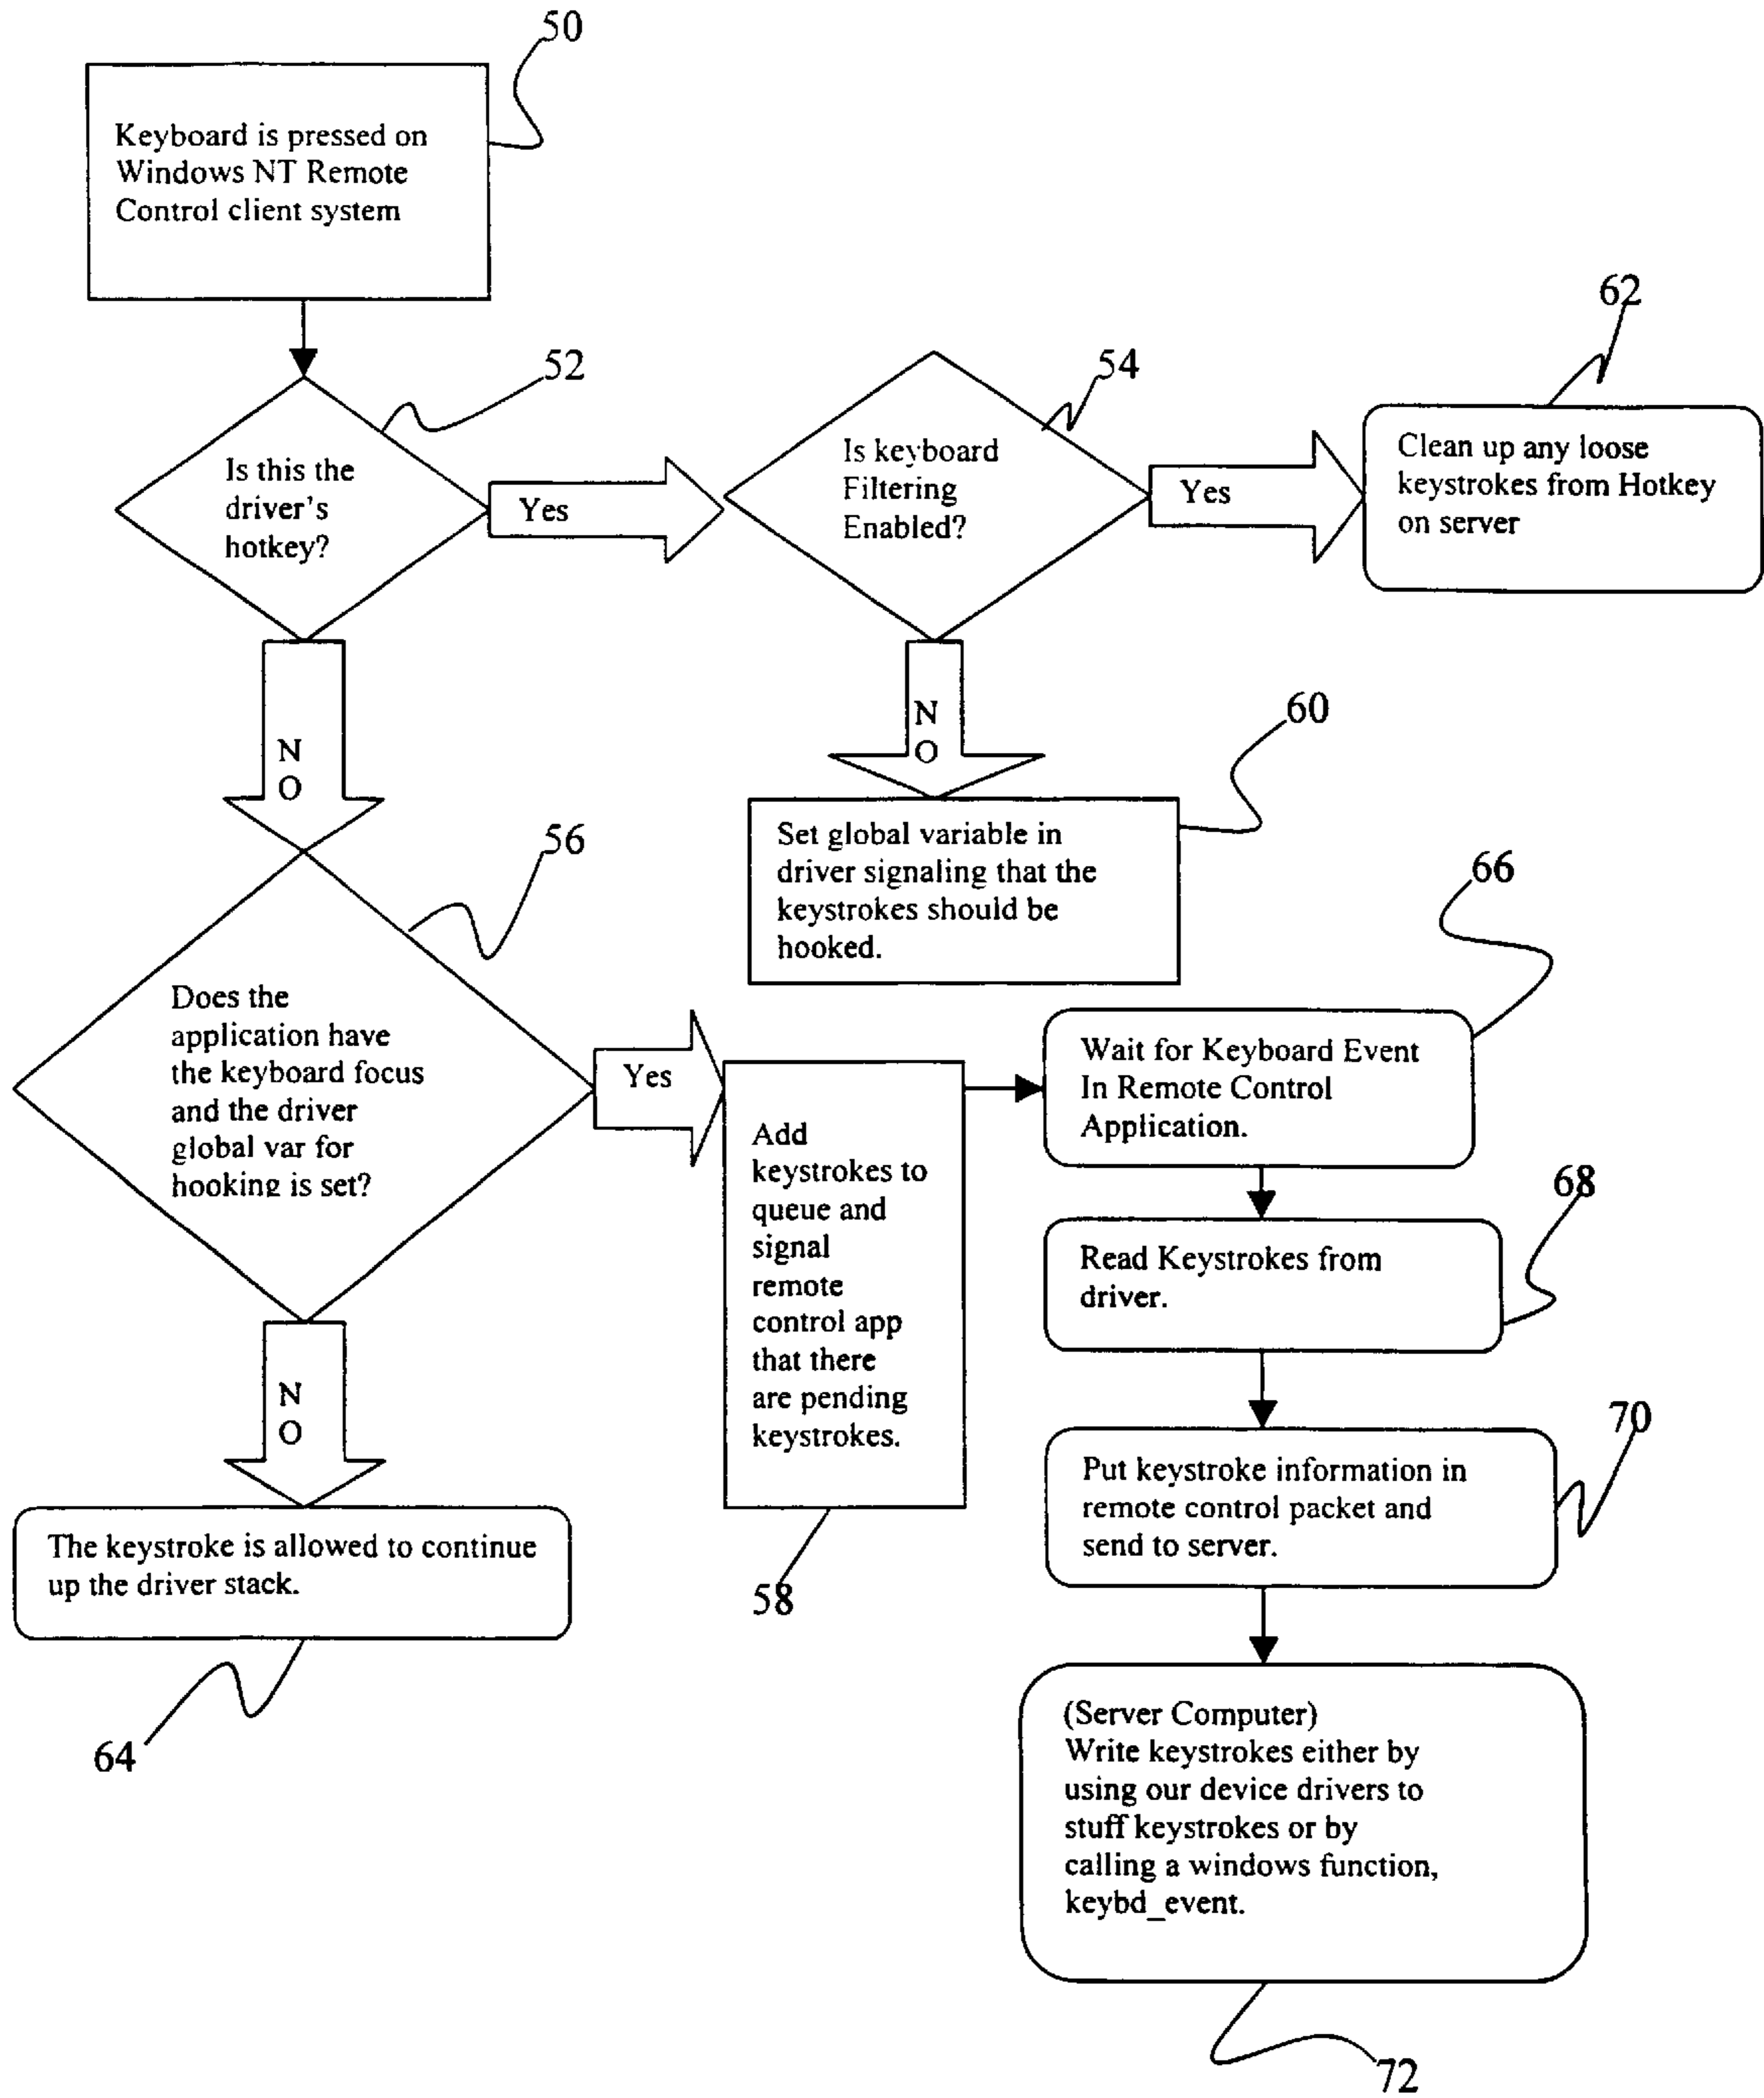 50
Keyboard is pressed on
Windows NT Remote
Control client system
62
52
54
Is this the
driver's
hotkey?
Yes
Is keyboard
Filtering
Enabled?
Yes
Clean up any loose
keystrokes from Hotkey
on server
N
O
N
O
60
Set global variable in
driver signaling that the
keystrokes should be
hooked.
56
66
Does the
application have
the keyboard focus
and the driver
global var for
hooking is set?
Yes
Add
keystrokes to
queue and
signal
remote
control app
that there
are pending
keystrokes.
58
Wait for Keyboard Event
In Remote Control
Application.
68
Read Keystrokes from
driver.
70
Put keystroke information in
remote control packet and
send to server.
N
O
The keystroke is allowed to continue
up the driver stack.
64
(Server Computer)
Write keystrokes either by
using our device drivers to
stuff keystrokes or by
calling a windows function,
keybd_event.
72